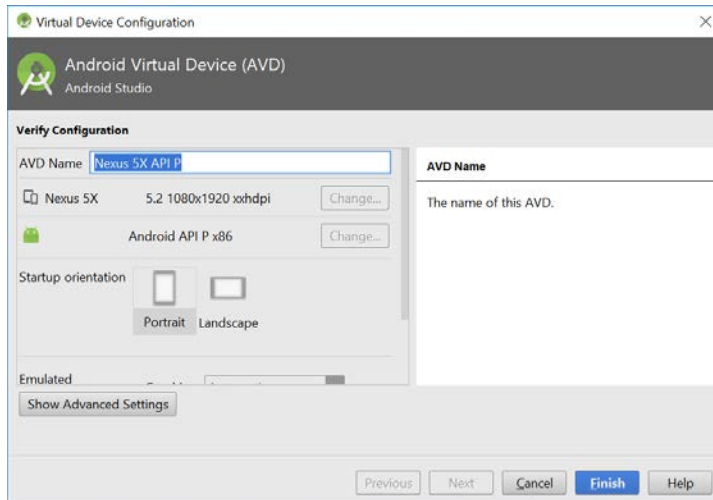 Virtual Device Configuration
Android Virtual Device (AVD)
Android Studio
Verify Configuration
AVD Name Nexus 5X API P
Nexus 5X 5.2 1080x1920 xxhdpi Change...
Android API P x86 Change...
Startup orientation
Portrait Landscape
Emulated
Show Advanced Settings
AVD Name
The name of this AVD.
Previous Next Cancel Finish Help